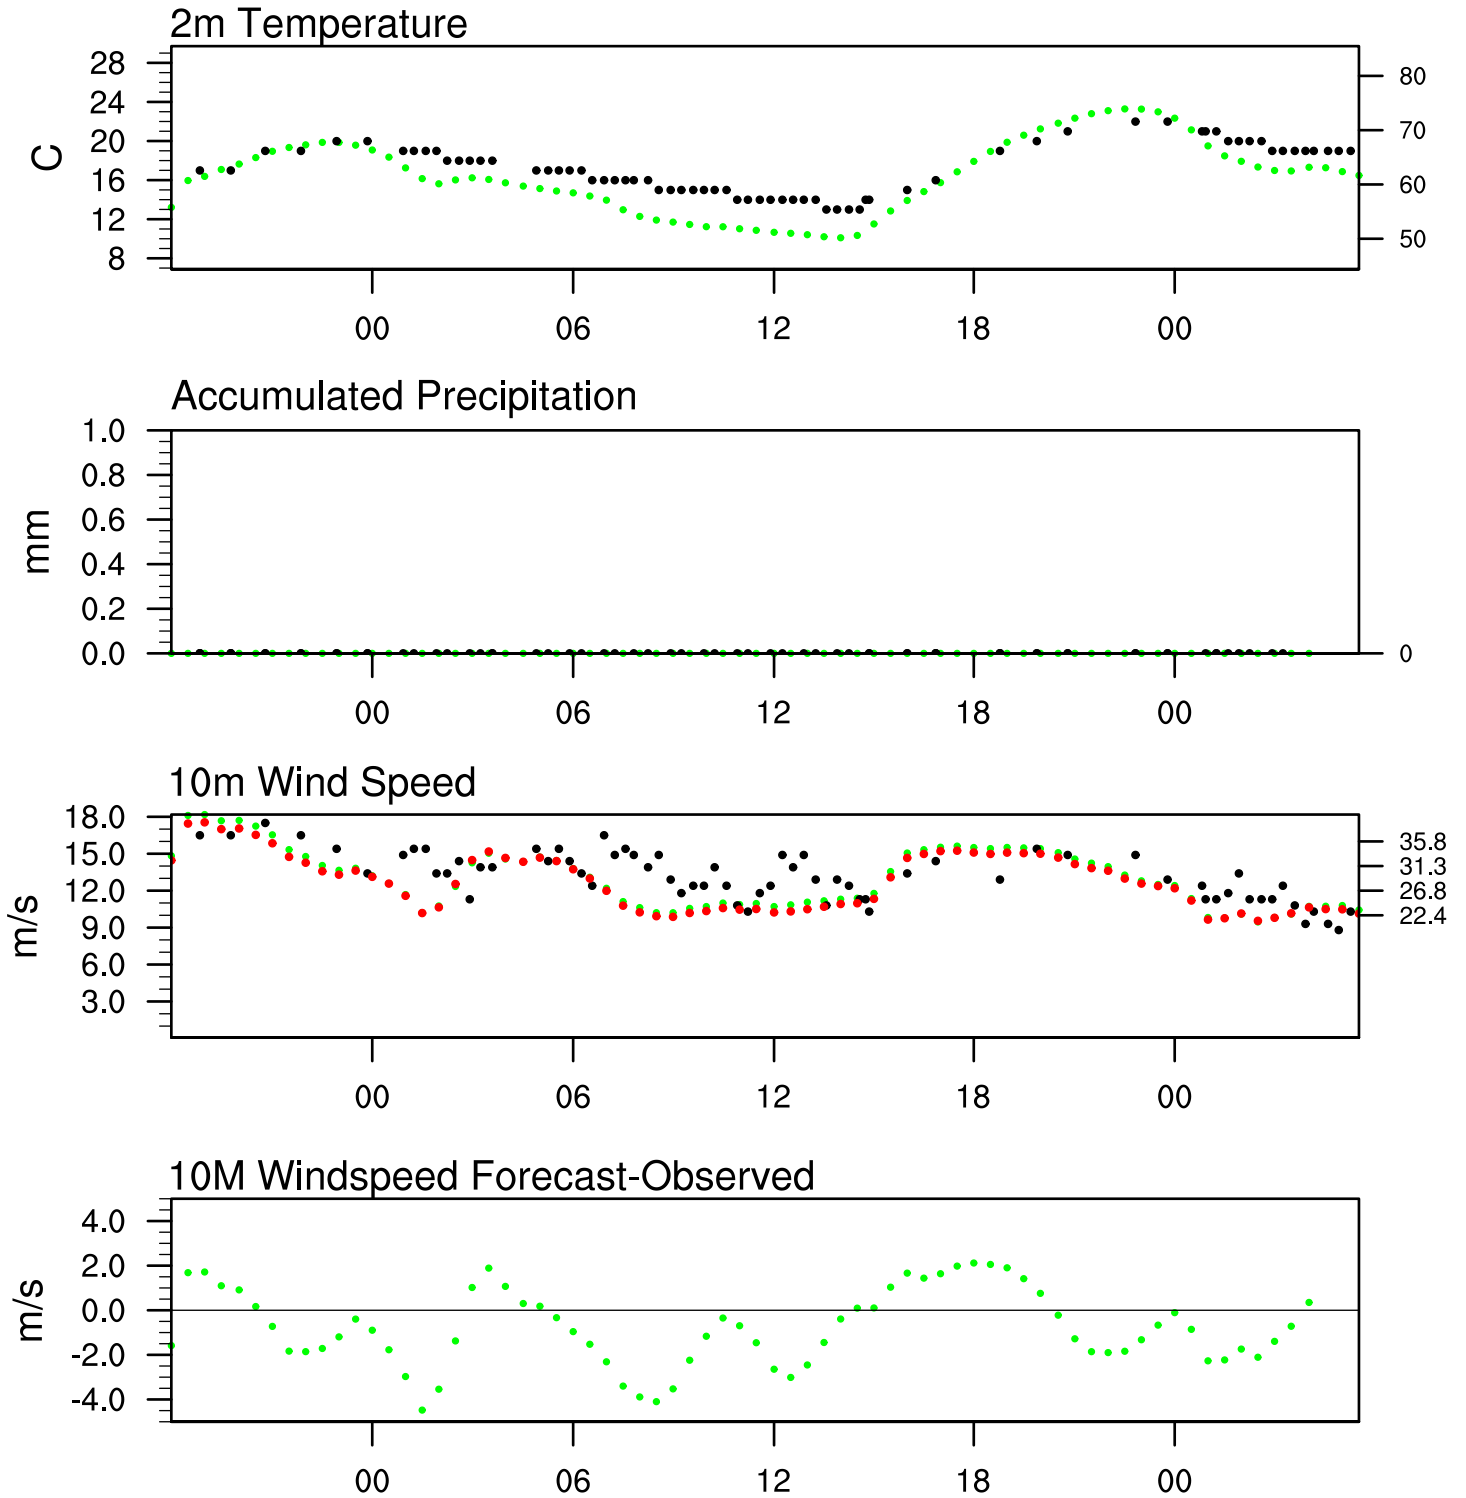 2m Temperature
C
28
24
20
16
12
8
80
70
60
50
00 06 12 18 00
Accumulated Precipitation
mm
1.0
0.8
0.6
0.4
0.2
0.0
0
00 06 12 18 00
10m Wind Speed
m/s
18.0
15.0
12.0
9.0
6.0
3.0
35.8
31.3
26.8
22.4
00 06 12 18 00
10M Windspeed Forecast-Observed
m/s
4.0
2.0
0.0
-2.0
-4.0
00 06 12 18 00